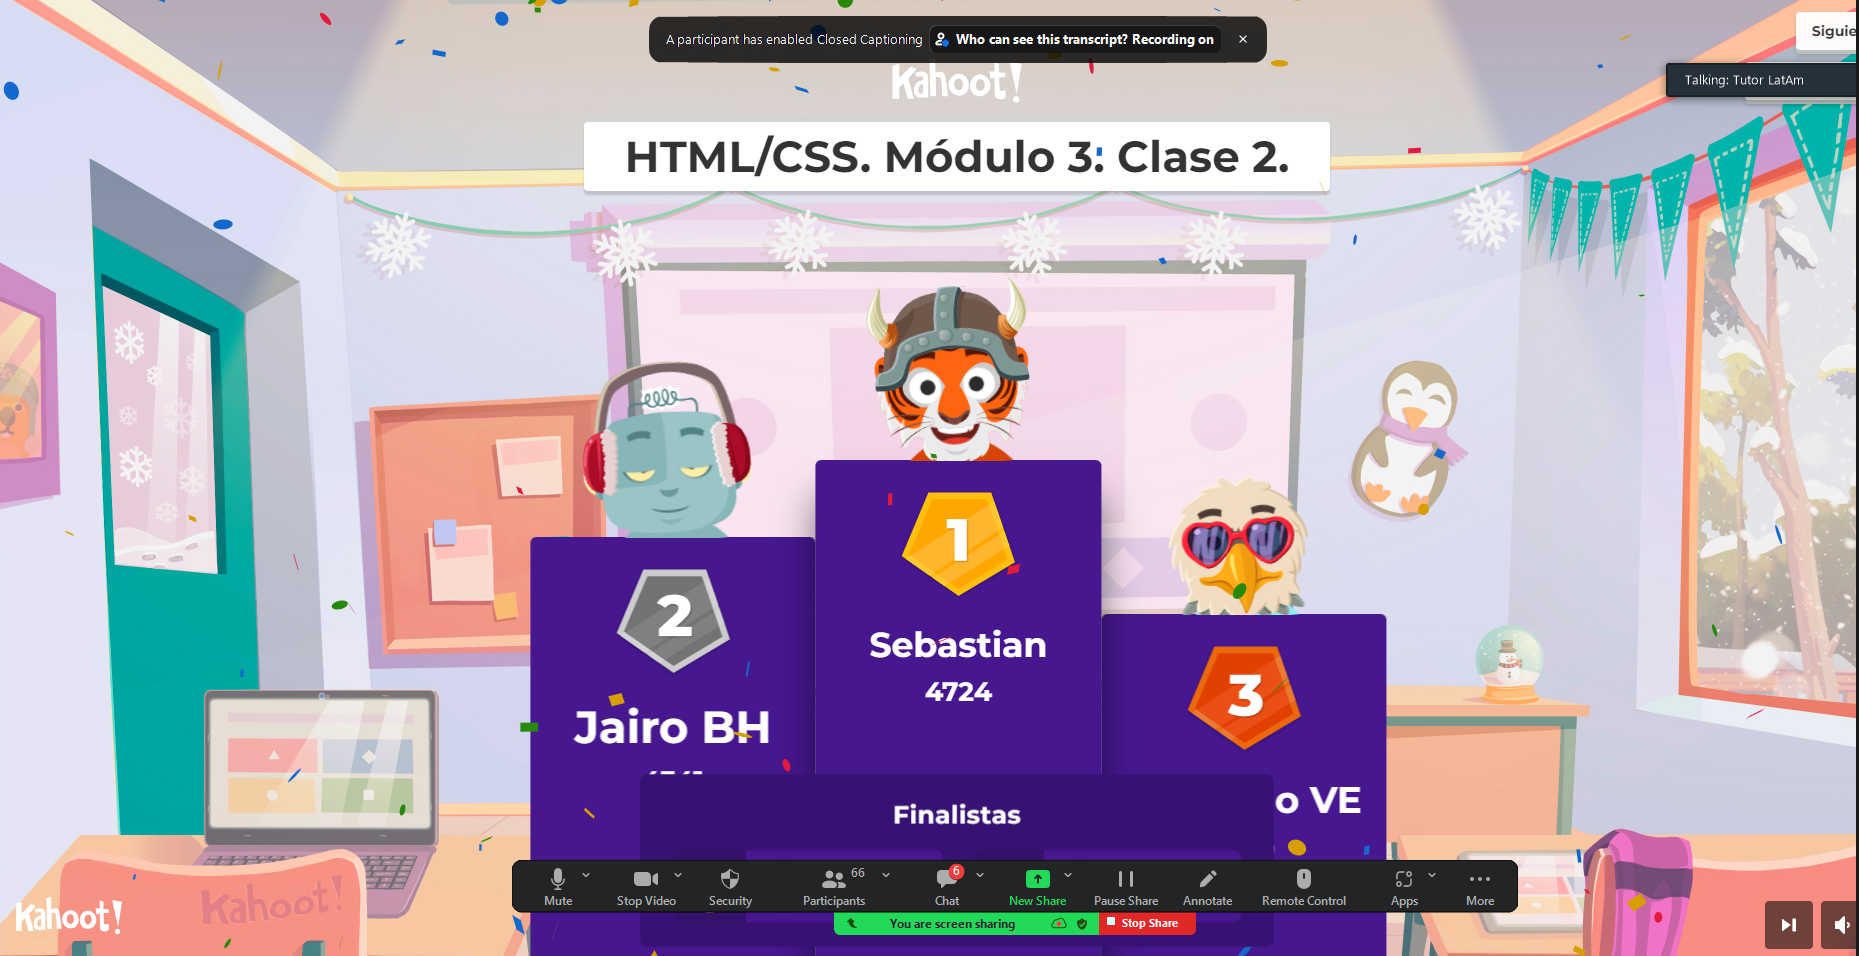 A participant has enabled Closed Captioning
Who can see this transcript? Recording on
Siguie
Talking: Tutor LatAm
Kahoot!
HTML/CSS. Módulo 3: Clase 2.
1
Sebastian
4724
2
Jairo BH
3
o VE
Finalistas
Kahoot!
Kahoot!
Mute
Stop Video
Security
66
Participants
6
Chat
New Share
Pause Share
Annotate
Remote Control
Apps
More
You are screen sharing
Stop Share